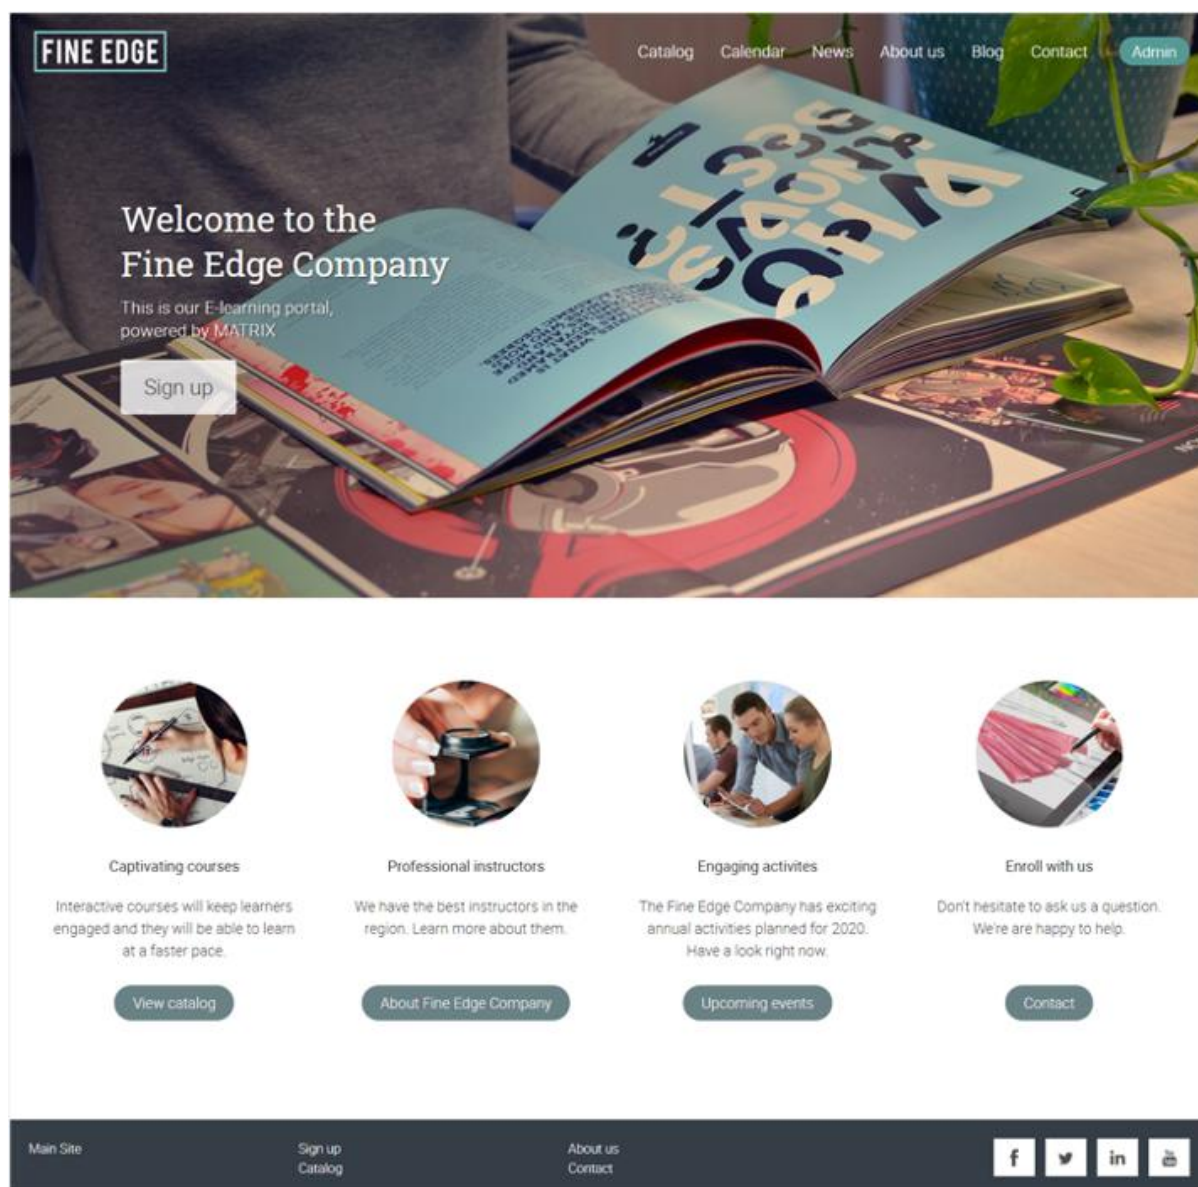 FINE EDGE
Catalog Calendar News About us Blog Contact Admin
Welcome to the
Fine Edge Company
This is our E-learning portal,
powered by MATRIX
Sign up
Captivating courses
Interactive courses will keep learners
engaged and they will be able to learn
at a faster pace.
View catalog
Professional instructors
We have the best instructors in the
region. Learn more about them.
About Fine Edge Company
Engaging activites
The Fine Edge Company has exciting
annual activities planned for 2020.
Have a look right now.
Upcoming events
Enroll with us
Don't hesitate to ask us a question.
We're are happy to help.
Contact
Main Site
Sign up
Catalog
About us
Contact